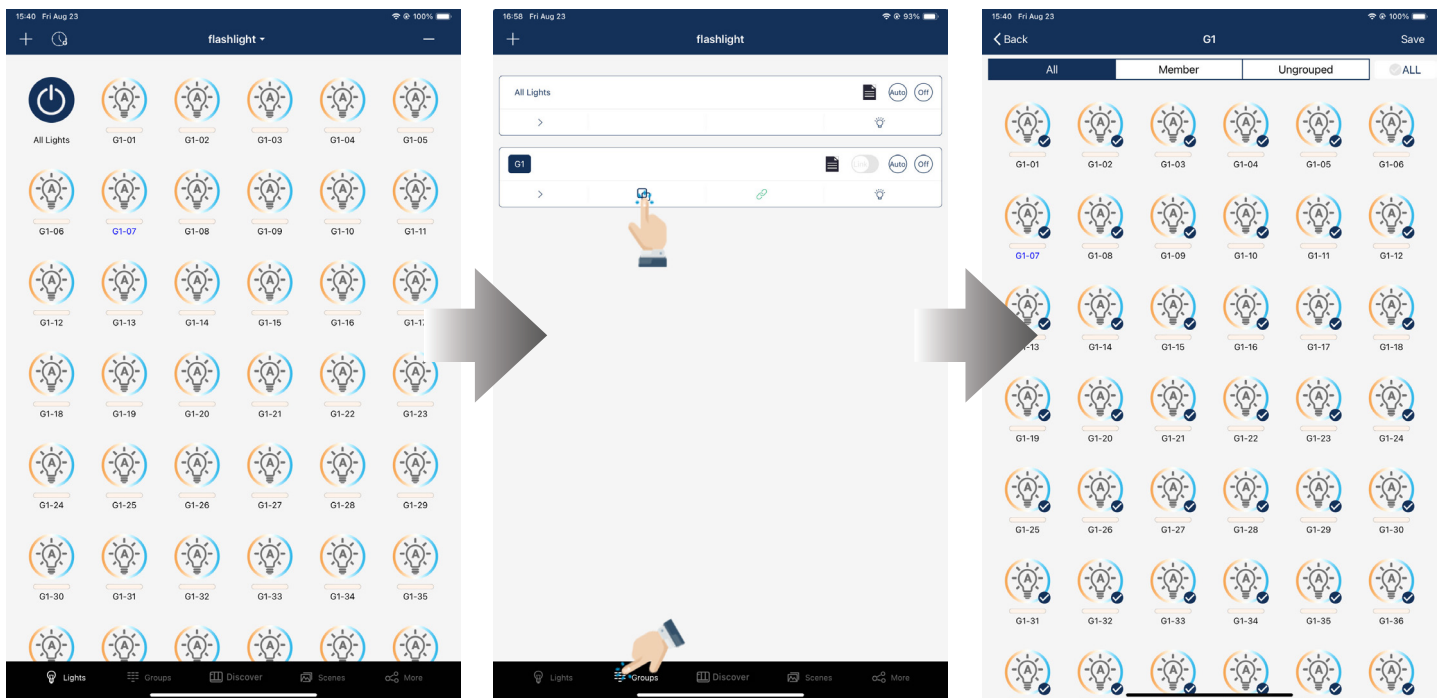 15:40 Fri Aug 23 100%
flashlight
All Lights G1-01 G1-02 G1-03 G1-04 G1-05
G1-06 G1-07 G1-08 G1-09 G1-10 G1-11
G1-12 G1-13 G1-14 G1-15 G1-16
G1-18 G1-19 G1-20 G1-21 G1-22 G1-23
G1-24 G1-25 G1-26 G1-27 G1-28 G1-29
G1-30 G1-31 G1-32 G1-33 G1-34 G1-35
Lights Groups Discover Scenes More
16:58 Fri Aug 23 93%
flashlight
All Lights Auto Off
G1 Auto Off
Lights Groups Discover Scenes More
15:40 Fri Aug 23 100%
Back G1 Save
All Member Ungrouped ALL
G1-01 G1-02 G1-03 G1-04 G1-05 G1-06
G1-07 G1-08 G1-09 G1-10 G1-11 G1-12
-13 G1-14 G1-15 G1-16 G1-17 G1-18
G1-19 G1-20 G1-21 G1-22 G1-23 G1-24
G1-25 G1-26 G1-27 G1-28 G1-29 G1-30
G1-31 G1-32 G1-33 G1-34 G1-35 G1-36